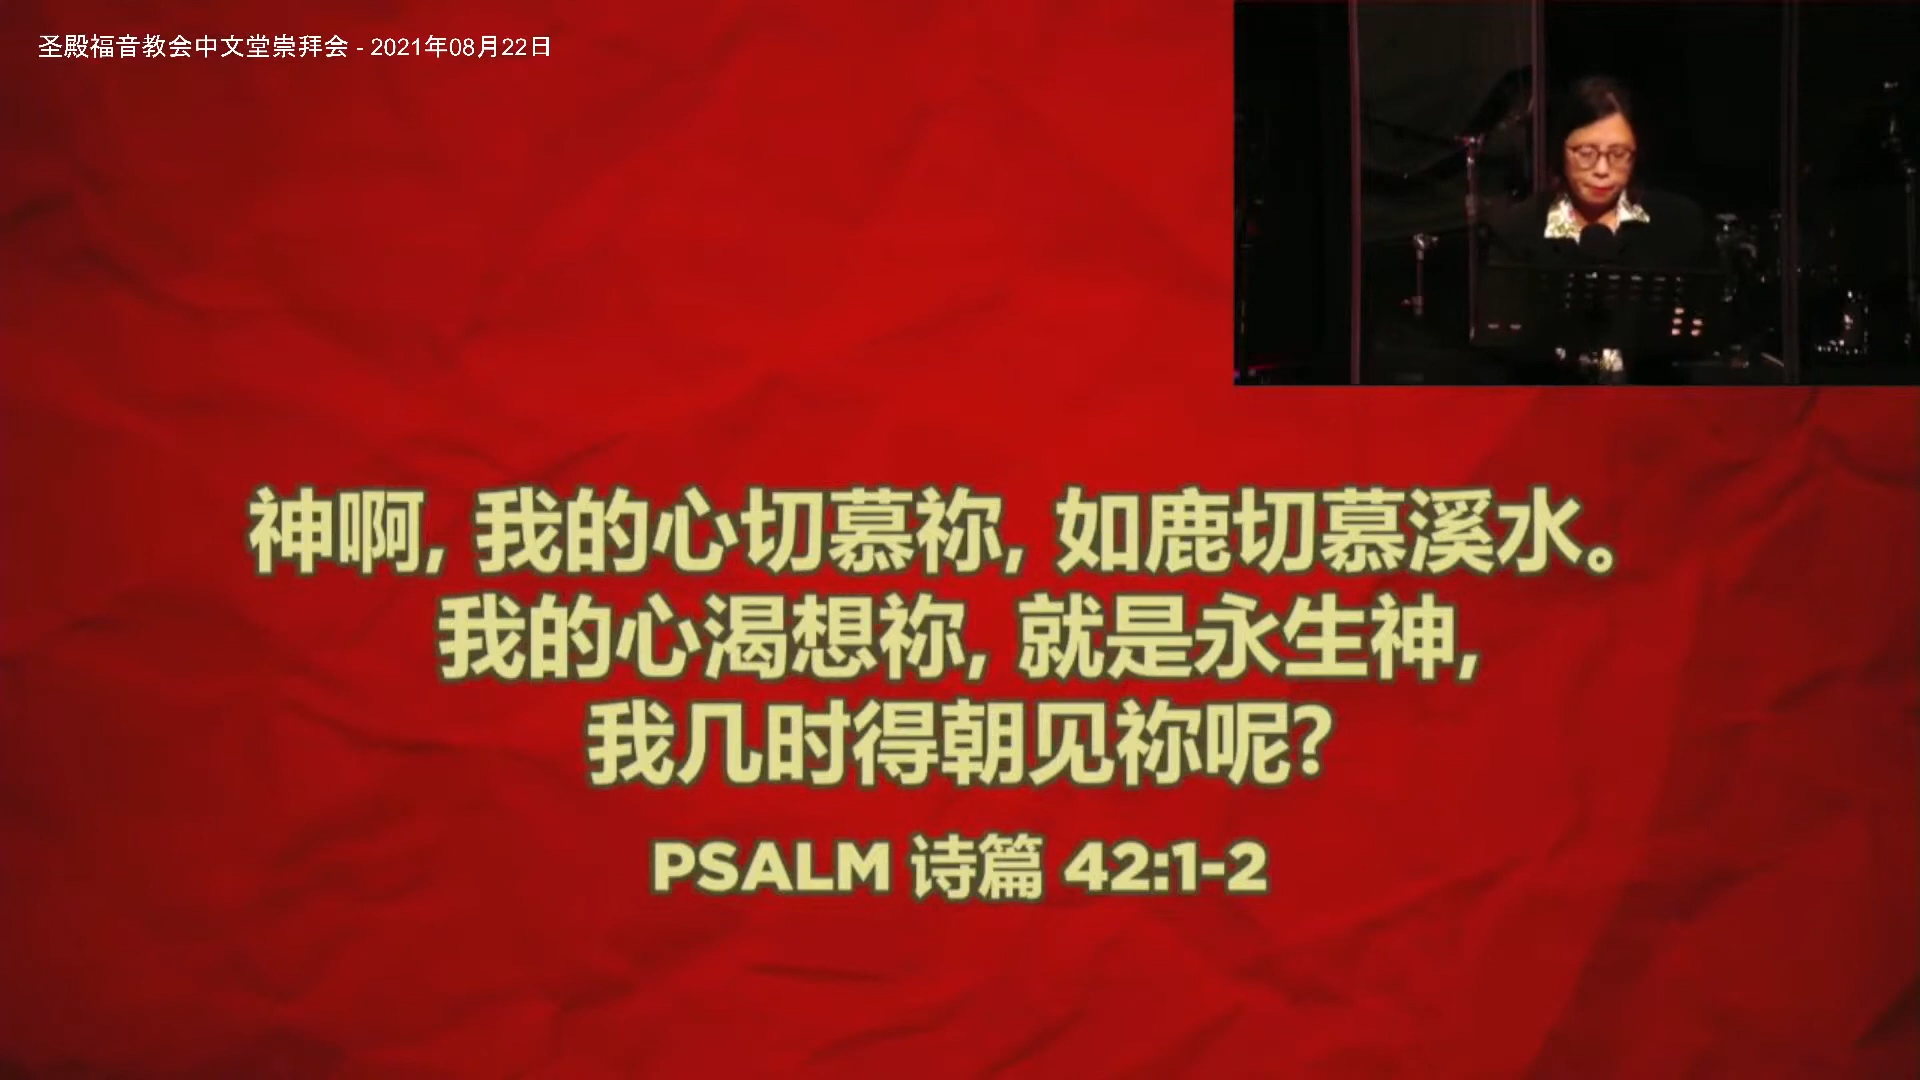 圣殿福音教会中文堂崇拜会 - 2021年08月22日
神啊, 我的心切慕祢, 如鹿切慕溪水。
我的心渴想祢, 就是永生神,
我几时得朝见祢呢?
PSALM 诗篇 42:1-2